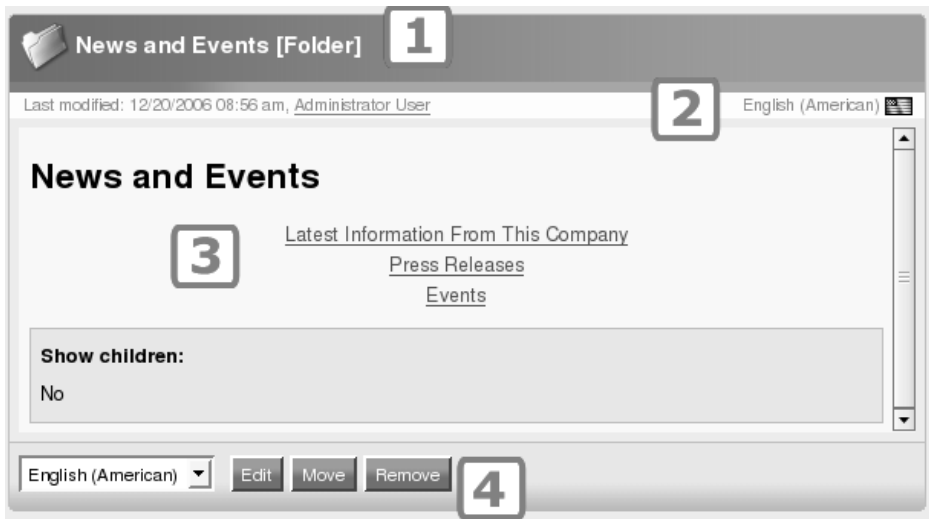 News and Events [Folder] 1
Last modified: 12/20/2006 08:56 am, Administrator User 2 English (American)
News and Events
3
Latest Information From This Company
Press Releases
Events
Show children:
No
English (American) Edit Move Remove 4